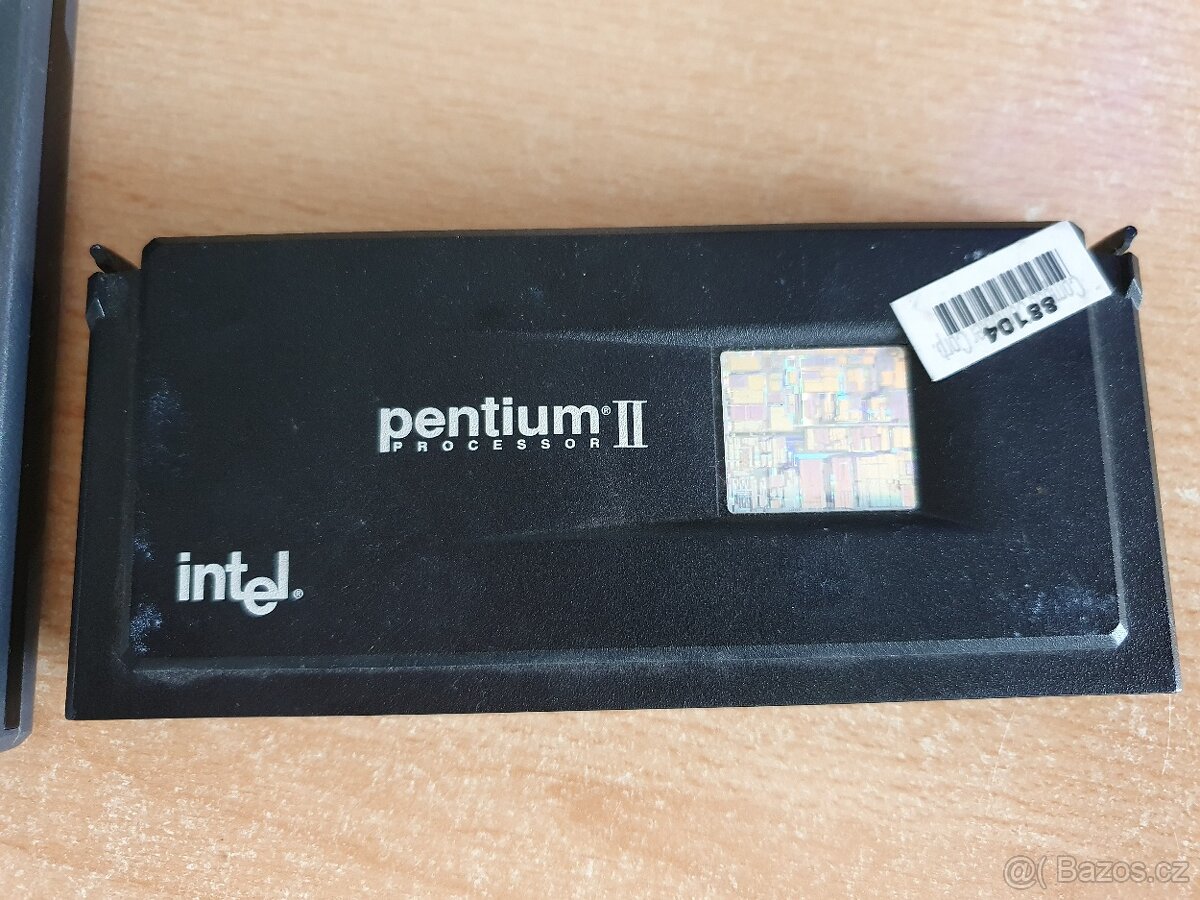 88104
pentium® II
PROCESSOR
intel®
@( Bazos.cz